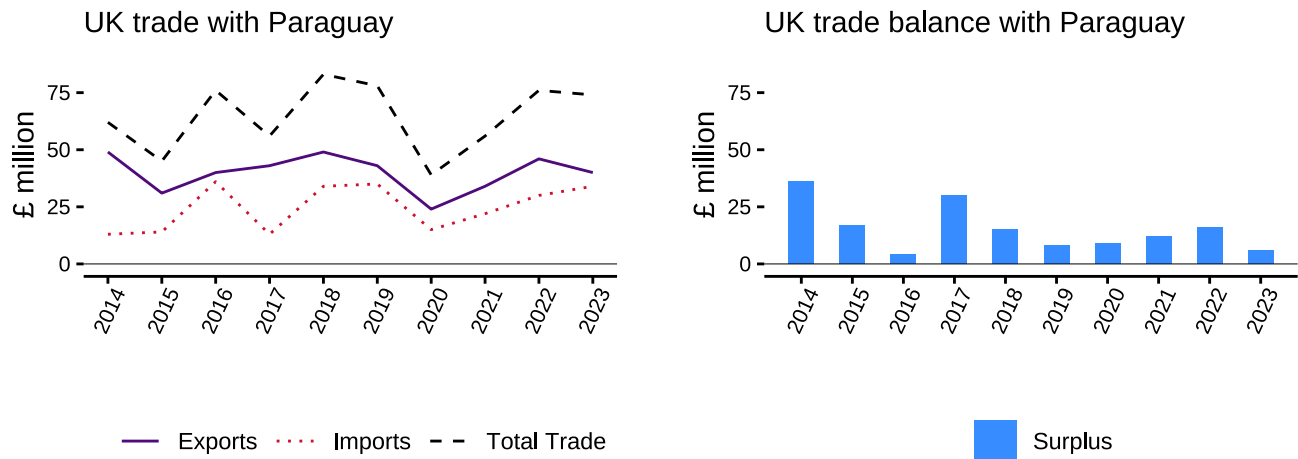 UK trade with Paraguay
£ million
75
50
25
0
2014 2015 2016 2017 2018 2019 2020 2021 2022 2023
Exports Imports Total Trade
UK trade balance with Paraguay
£ million
75
50
25
0
2014 2015 2016 2017 2018 2019 2020 2021 2022 2023
Surplus